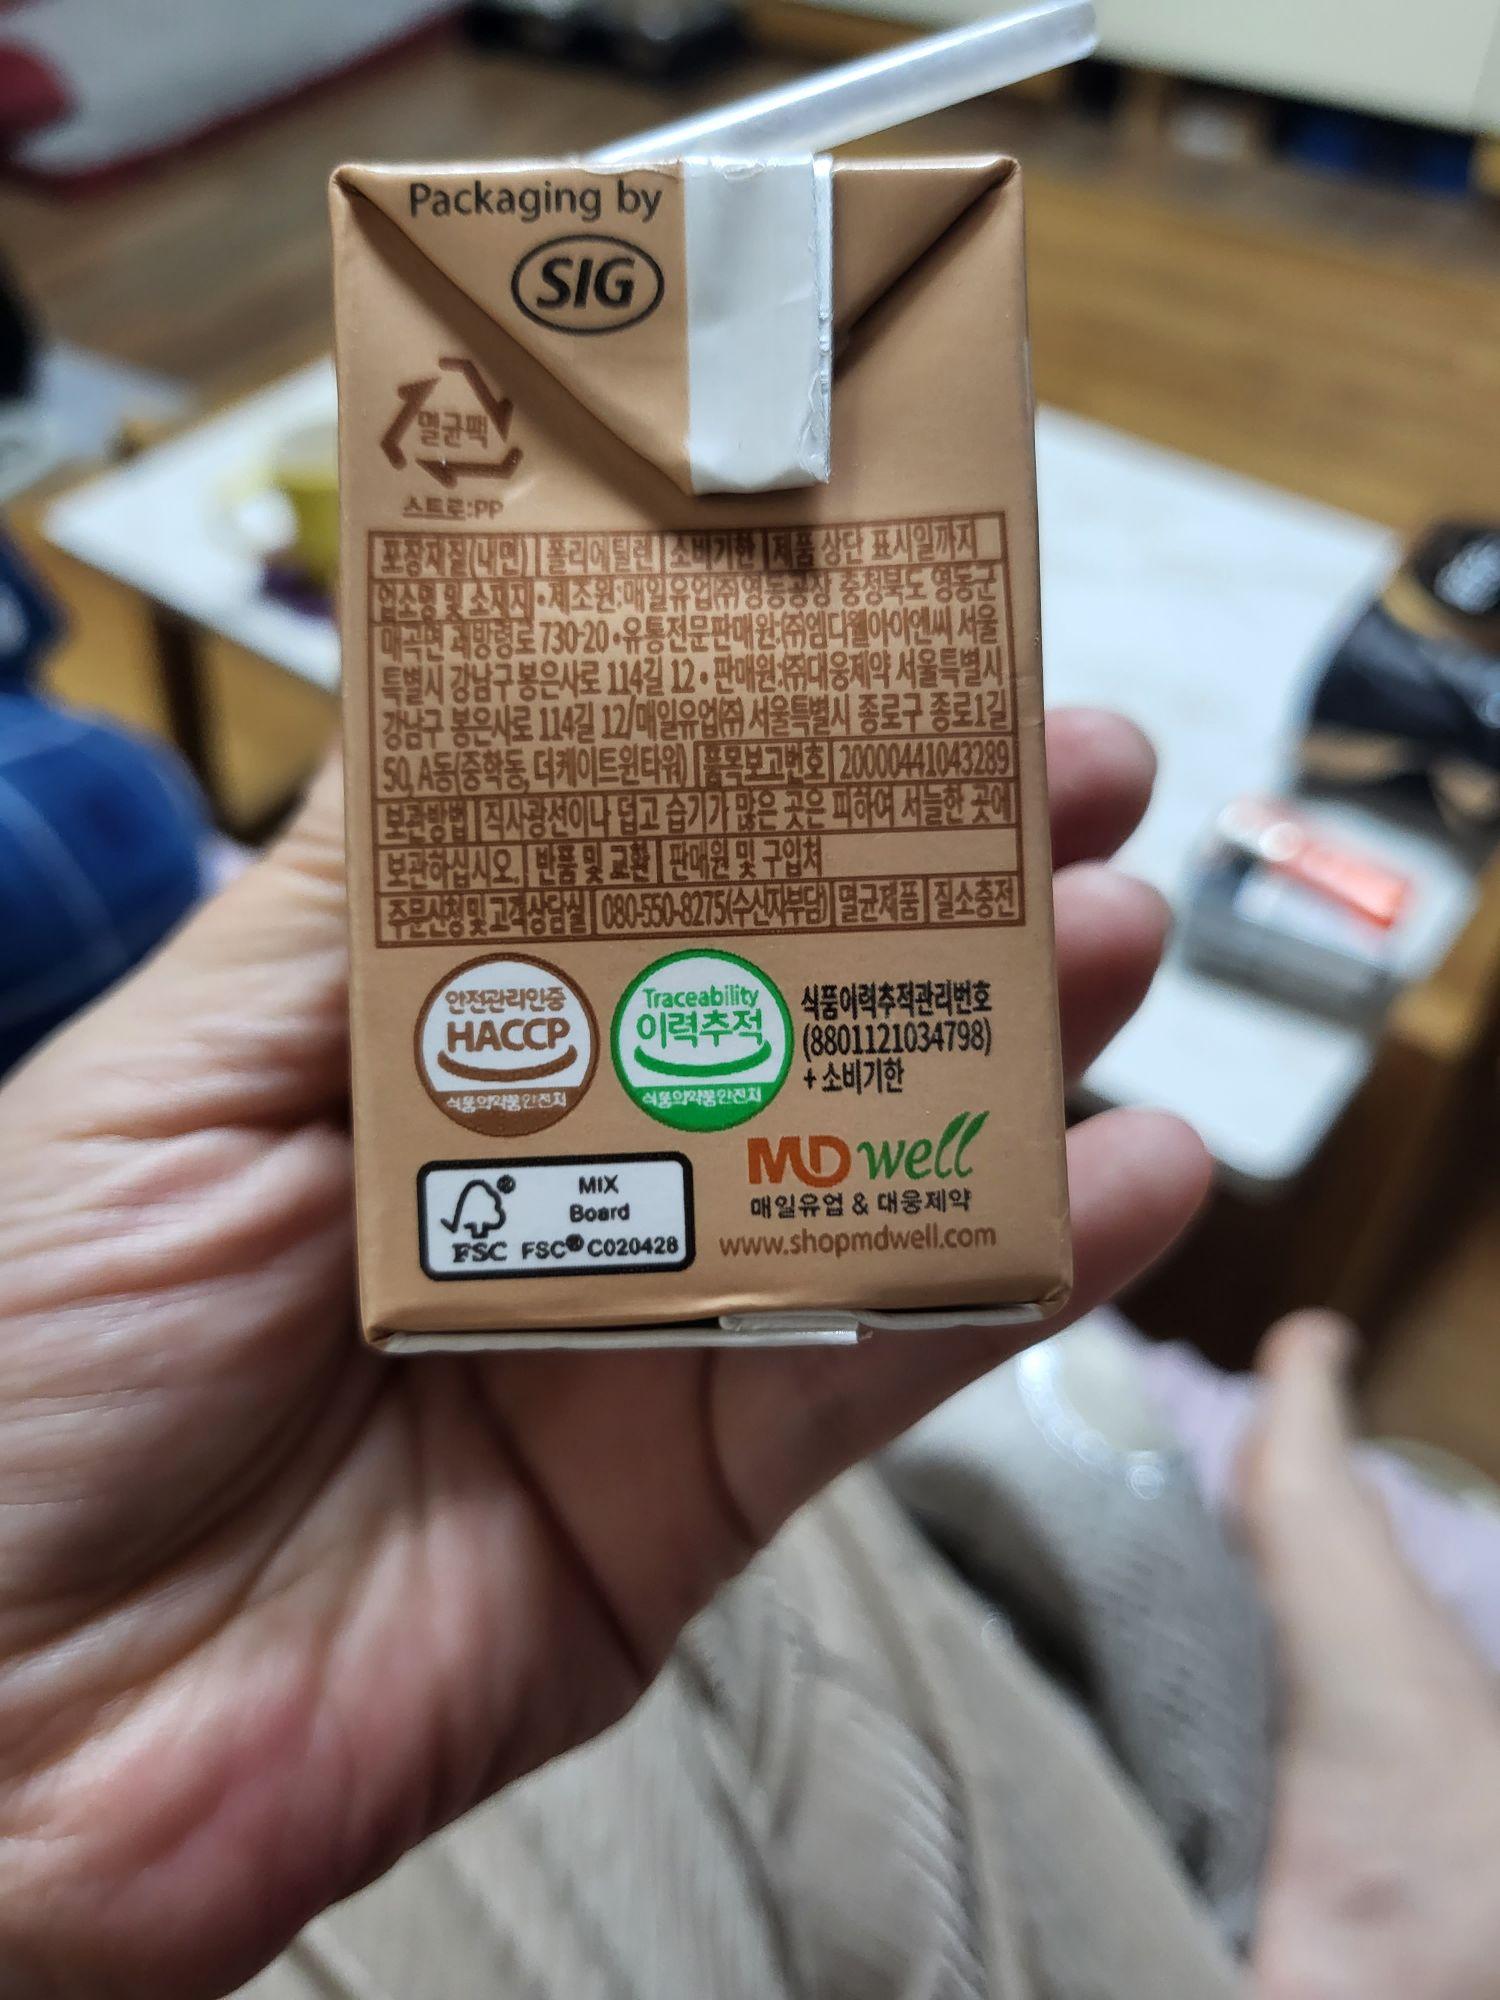 Packaging by
SIG
멸균팩
스트로:PP
포장재질(내면) 폴리에틸렌 소비기한 제품 상단 표시일까지
업소명 및 소재지 •제조원:매일유업㈜영동공장 충청북도 영동군
매곡면 괘방령로 730-20 •유통전문판매원:㈜엠디웰아이엔씨 서울
특별시 강남구 봉은사로 114길 12 •판매원:㈜대웅제약 서울특별시
강남구 봉은사로 114길 12/매일유업㈜ 서울특별시 종로구 종로1길
50, A동(중학동, 더케이트윈타워) 품목보고번호 20000441043289
보관방법 직사광선이나 덥고 습기가 많은 곳은 피하여 서늘한 곳에
보관하십시오. 반품 및 교환 판매원 및 구입처
주문신청및고객상담실 080-550-8275(수신자부담) 멸균제품 질소충전
안전관리인증
HACCP
식품의약품안전처
Traceability
이력추적
식품의약품안전처
식품이력추적관리번호
(8801121034798)
+ 소비기한
MIX
Board
FSC FSC® C020428
MD well
매일유업 & 대웅제약
www.shopmdwell.com